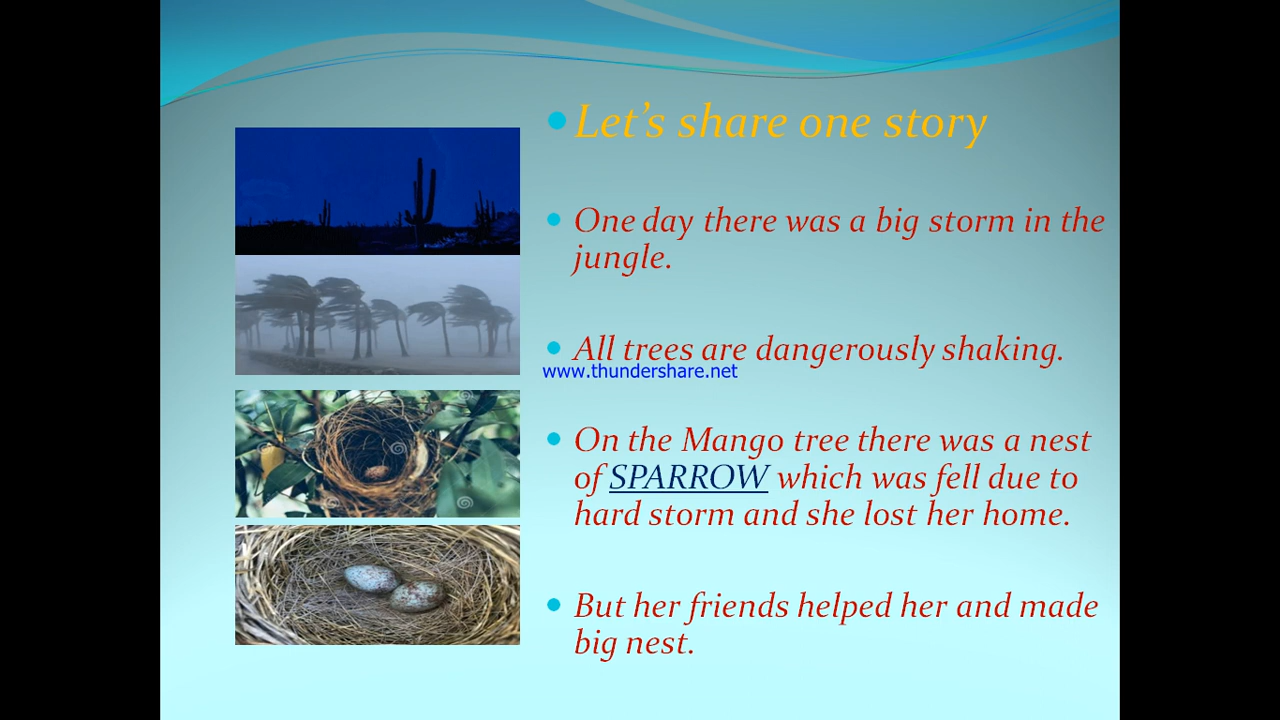 Let's share one story
One day there was a big storm in the
jungle.
All trees are dangerously shaking.
www.thundershare.net
On the Mango tree there was a nest
of SPARROW which was fell due to
hard storm and she lost her home.
But her friends helped her and made
big nest.